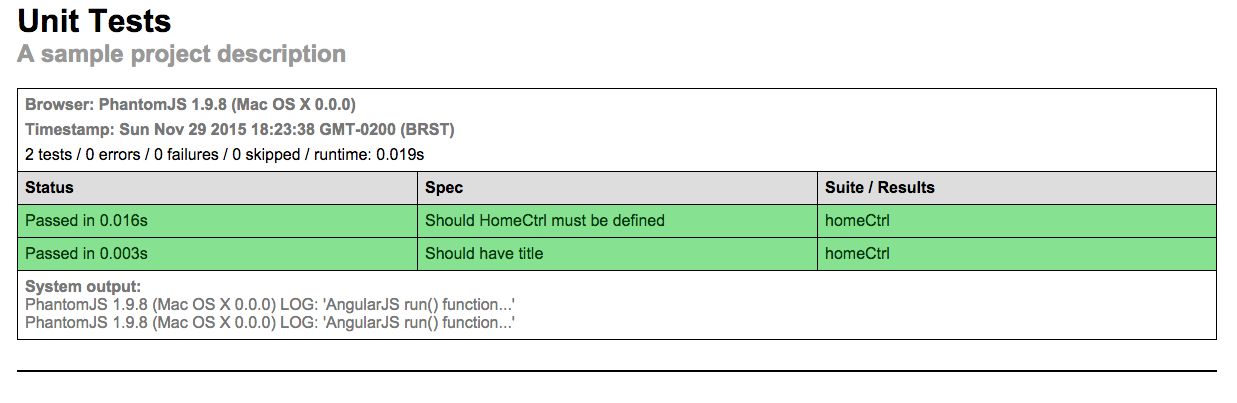 Unit Tests
A sample project description
Browser: PhantomJS 1.9.8 (Mac OS X 0.0.0)
Timestamp: Sun Nov 29 2015 18:23:38 GMT-0200 (BRST)
2 tests / 0 errors / 0 failures / 0 skipped / runtime: 0.019s
Status Spec Suite / Results
Passed in 0.016s Should HomeCtrl must be defined homeCtrl
Passed in 0.003s Should have title homeCtrl
System output:
PhantomJS 1.9.8 (Mac OS X 0.0.0) LOG: 'AngularJS run() function...'
PhantomJS 1.9.8 (Mac OS X 0.0.0) LOG: 'AngularJS run() function...'